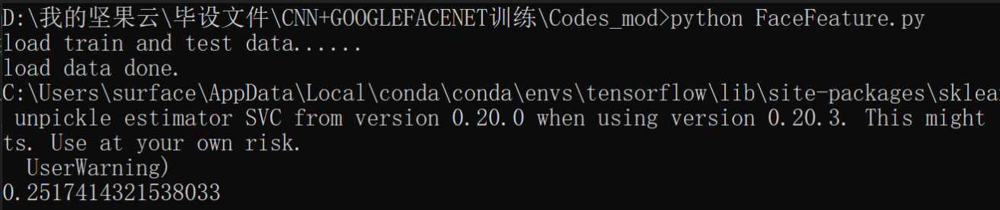 D:\我的坚果云\毕设文件\CNN+GOOGLEFACENET训练\Codes_mod>python FaceFeature.py
load train and test data......
load data done.
C:\Users\surface\AppData\Local\conda\conda\envs\tensorflow\lib\site-packages\sklear
unpickle estimator SVC from version 0.20.0 when using version 0.20.3. This might
ts. Use at your own risk.
UserWarning)
0.2517414321538033